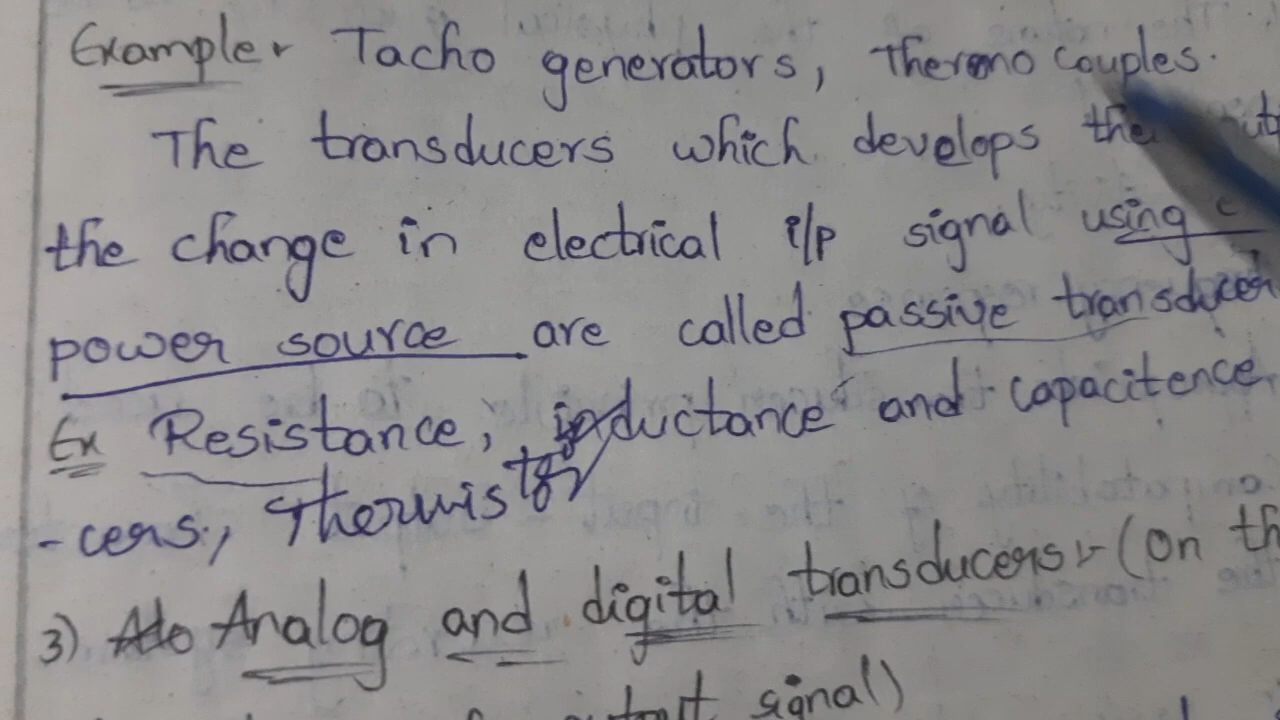 Example:- Tacho generators, Thermo couples.
The transducers which develops the
the change in electrical i/p signal using
power source are called passive transducer
Ex Resistance, inductance and capacitence
-cers., Thermistor
3) Analog and digital transducers:- (on th
signal)